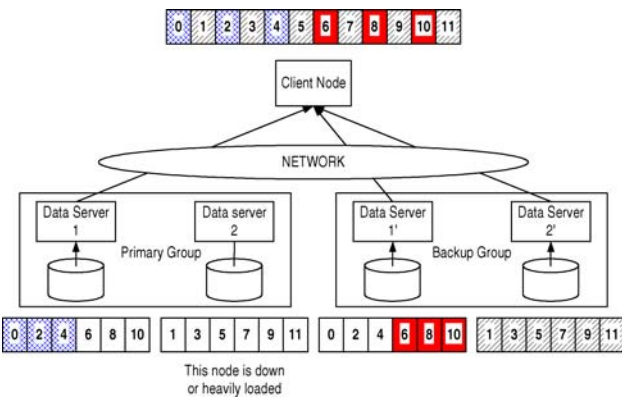 0 1 2 3 4 5 6 7 8 9 10 11
Client Node
NETWORK
Data Server
1
Data server
2
Primary Group
Data Server
1'
Data Server
2'
Backup Group
0 2 4 6 8 10
1 3 5 7 9 11
0 2 4 6 8 10
1 3 5 7 9 11
This node is down
or heavily loaded